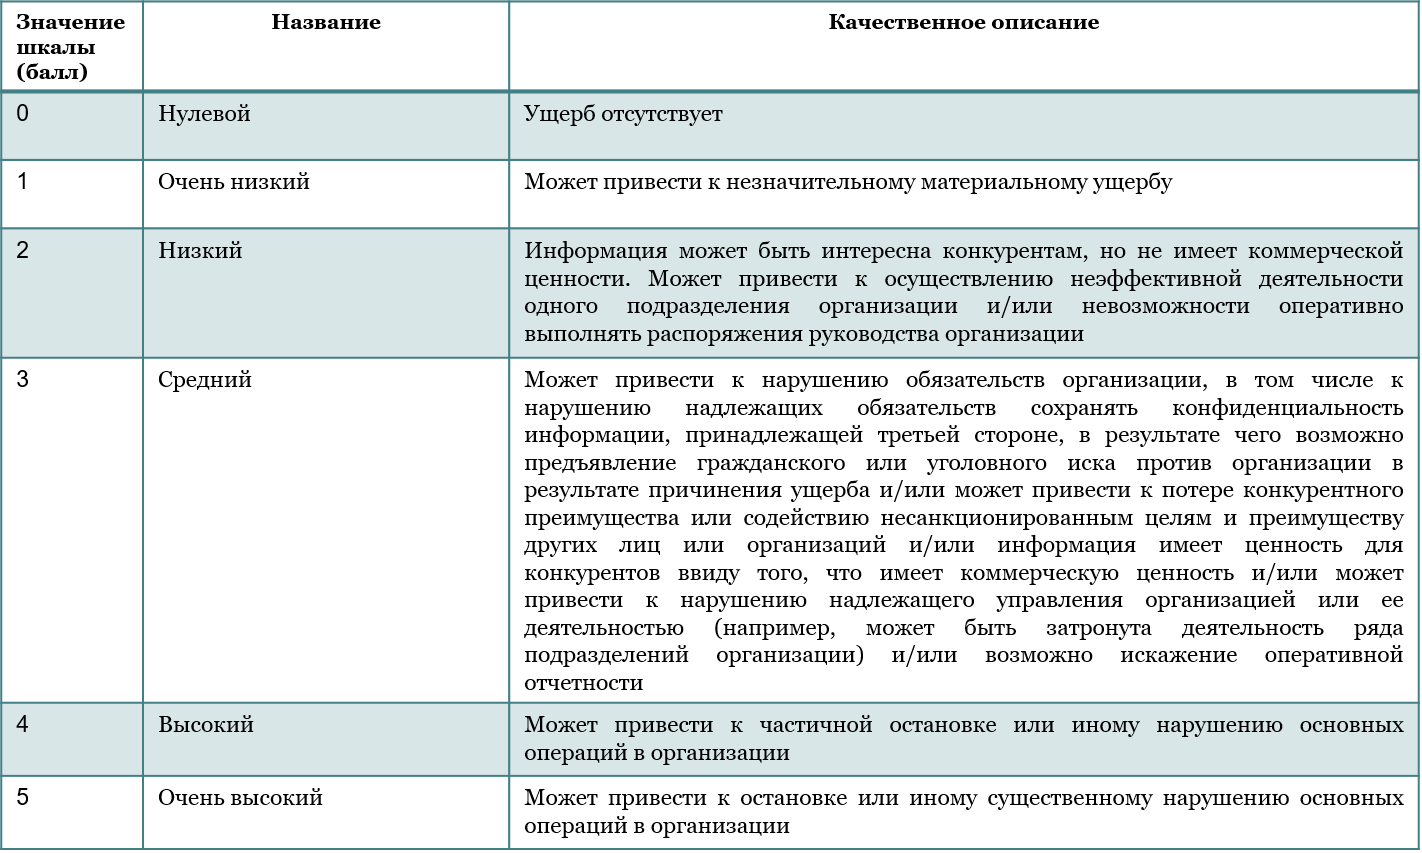 Значение
шкалы
(балл)
Название
Качественное описание
0
Нулевой
Ущерб отсутствует
1
Очень низкий
Может привести к незначительному материальному ущербу
2
Низкий
Информация может быть интересна конкурентам, но не имеет коммерческой
ценности. Может привести к осуществлению неэффективной деятельности
одного подразделения организации и/или невозможности оперативно
выполнять распоряжения руководства организации
3
Средний
Может привести к нарушению обязательств организации, в том числе к
нарушению надлежащих обязательств сохранять конфиденциальность
информации, принадлежащей третьей стороне, в результате чего возможно
предъявление гражданского или уголовного иска против организации в
результате причинения ущерба и/или может привести к потере конкурентного
преимущества или содействию несанкционированным целям и преимуществу
других лиц или организаций и/или информация имеет ценность для
конкурентов ввиду того, что имеет коммерческую ценность и/или может
привести к нарушению надлежащего управления организацией или ее
деятельностью (например, может быть затронута деятельность ряда
подразделений организации) и/или возможно искажение оперативной
отчетности
4
Высокий
Может привести к частичной остановке или иному нарушению основных
операций в организации
5
Очень высокий
Может привести к остановке или иному существенному нарушению основных
операций в организации